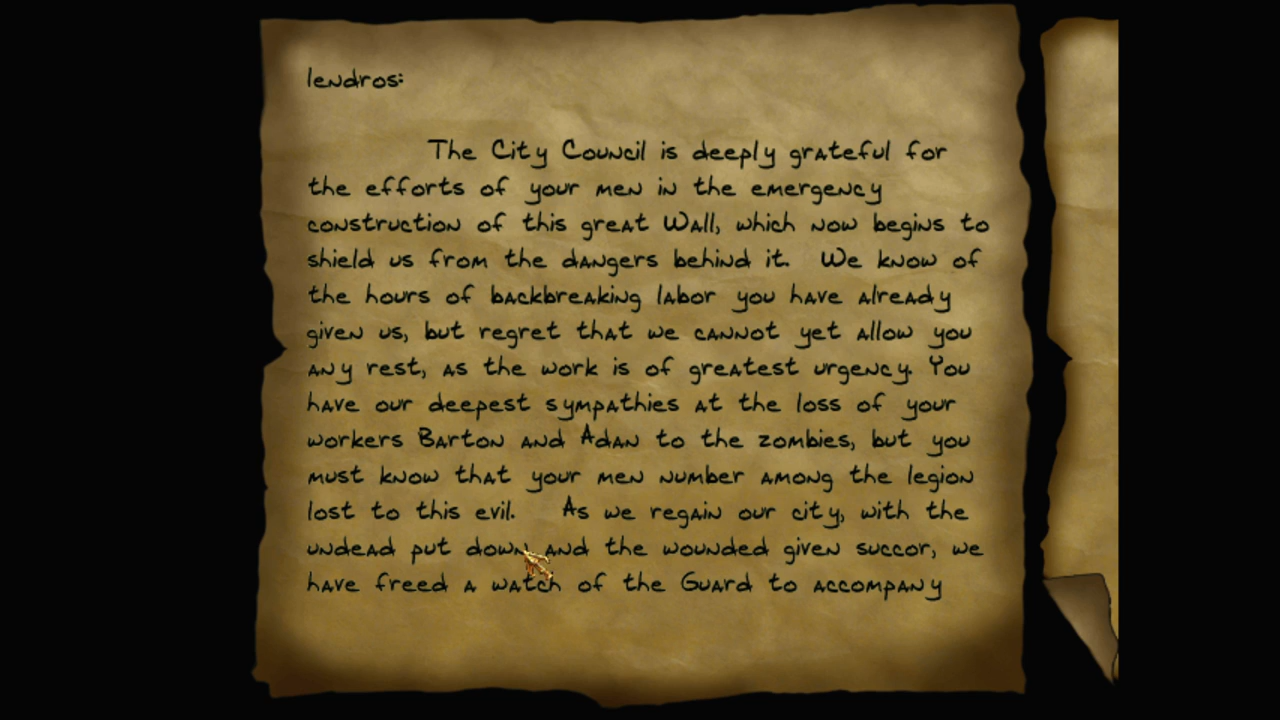 lendros:
The City Council is deeply grateful for
the efforts of your men in the emergency
construction of this great Wall, which now begins to
shield us from the dangers behind it. We know of
the hours of backbreaking labor you have already
given us, but regret that we cannot yet allow you
any rest, as the work is of greatest urgency. You
have our deepest sympathies at the loss of your
workers Barton and Adan to the zombies, but you
must know that your men number among the legion
lost to this evil. As we regain our city, with the
undead put down and the wounded given succor, we
have freed a watch of the Guard to accompany